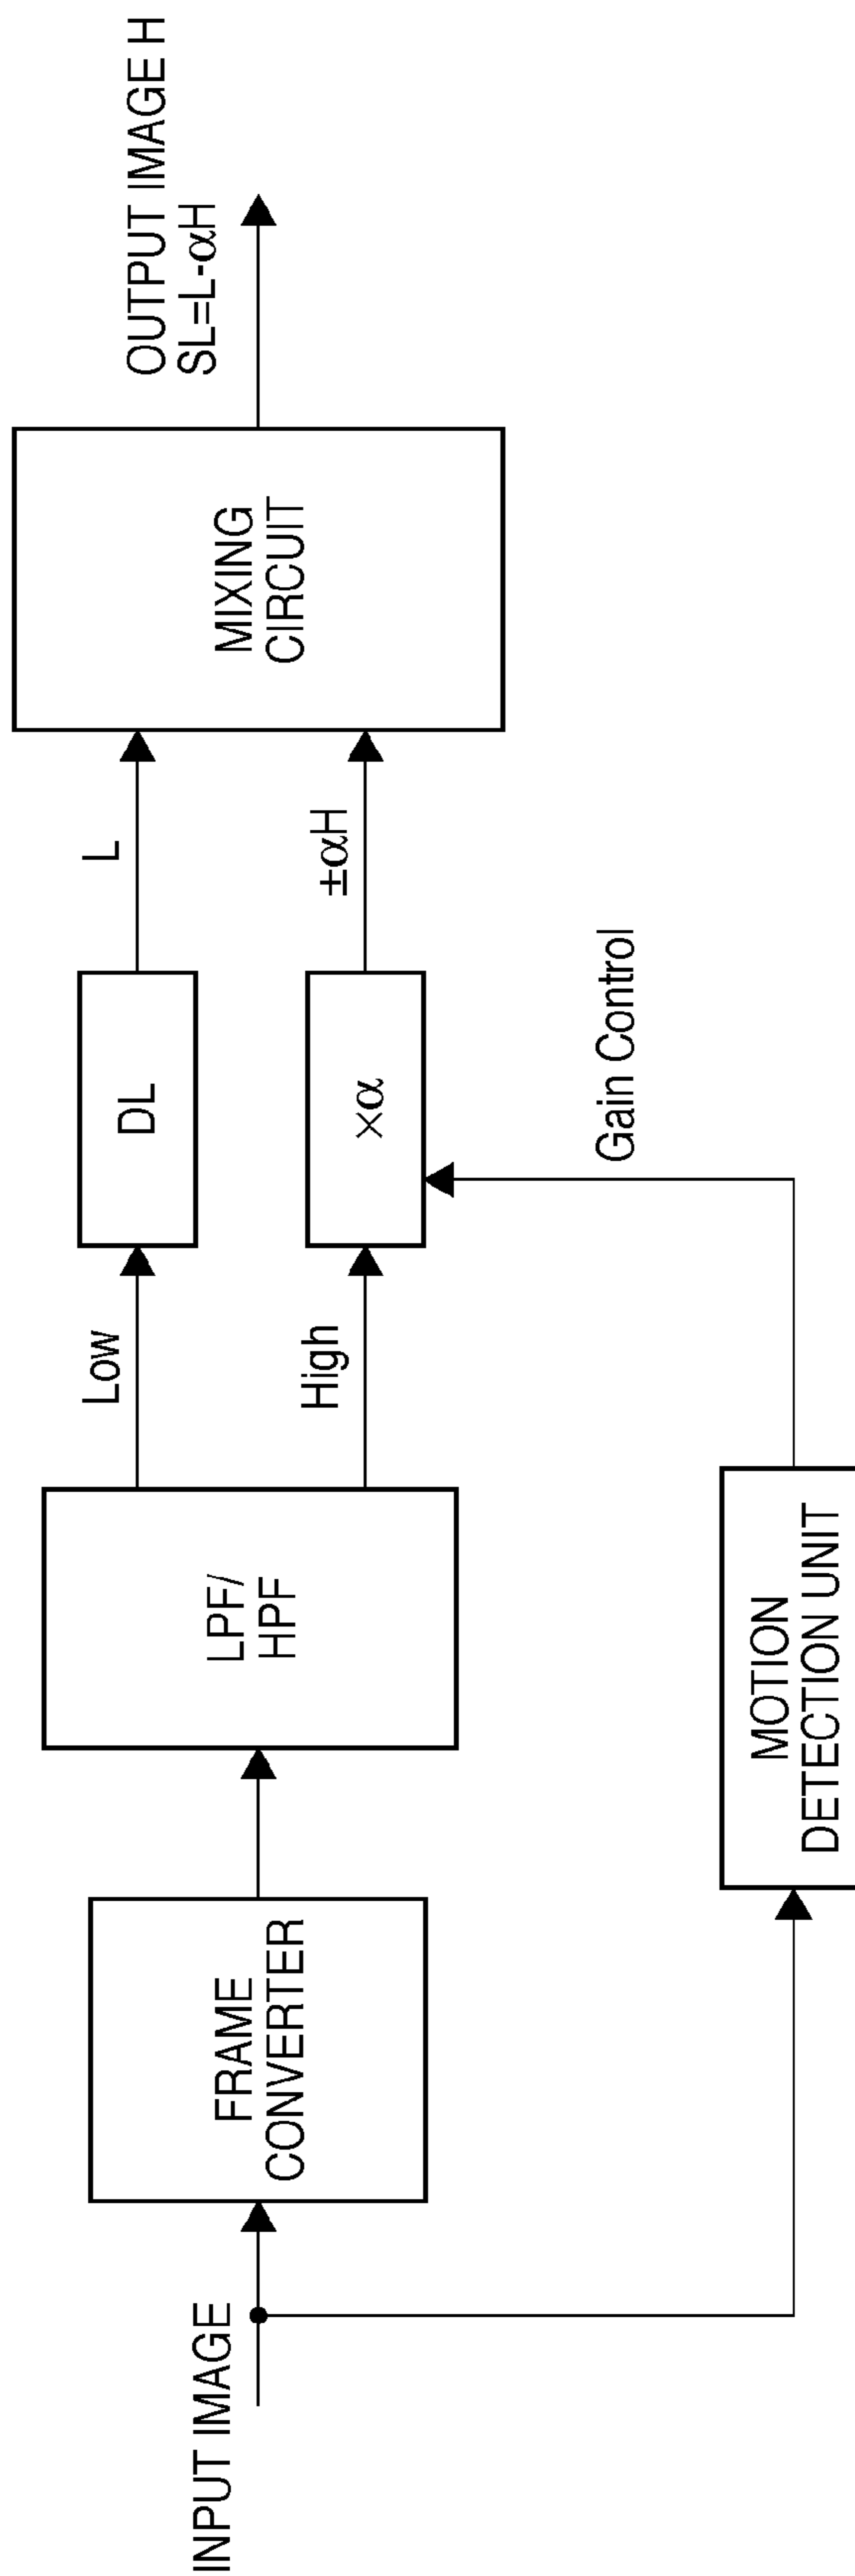 INPUT IMAGE
FRAME
CONVERTER
LPF/
HPF
Low
High
DL
×α
L
±αH
MIXING
CIRCUIT
OUTPUT IMAGE H
SL=L-αH
MOTION
DETECTION UNIT
Gain Control